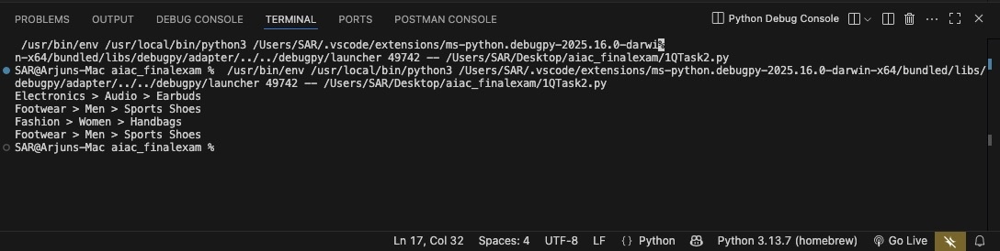 PROBLEMS OUTPUT DEBUG CONSOLE TERMINAL PORTS POSTMAN CONSOLE Python Debug Console
/usr/bin/env /usr/local/bin/python3 /Users/SAR/.vscode/extensions/ms-python.debugpy-2025.16.0-darwi%
n-x64/bundled/libs/debugpy/adapter/../../debugpy/launcher 49742 -- /Users/SAR/Desktop/aiac_finalexam/1QTask2.py
SAR@Arjuns-Mac aiac_finalexam %  /usr/bin/env /usr/local/bin/python3 /Users/SAR/.vscode/extensions/ms-python.debugpy-2025.16.0-darwin-x64/bundled/libs/
debugpy/adapter/../../debugpy/launcher 49742 -- /Users/SAR/Desktop/aiac_finalexam/1QTask2.py
Electronics > Audio > Earbuds
Footwear > Men > Sports Shoes
Fashion > Women > Handbags
Footwear > Men > Sports Shoes
SAR@Arjuns-Mac aiac_finalexam %
Ln 17, Col 32 Spaces: 4 UTF-8 LF {} Python Python 3.13.7 (homebrew) Go Live